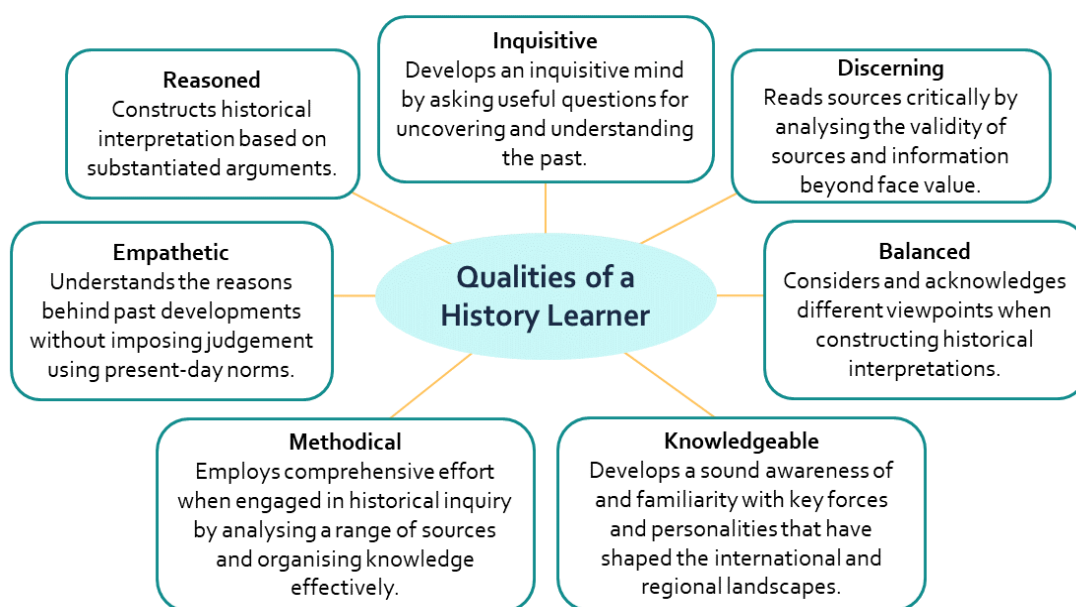 Inquisitive
Develops an inquisitive mind
by asking useful questions for
uncovering and understanding
the past.
Reasoned
Constructs historical
interpretation based on
substantiated arguments.
Discerning
Reads sources critically by
analysing the validity of
sources and information
beyond face value.
Empathetic
Understands the reasons
behind past developments
without imposing judgement
using present-day norms.
Qualities of a
History Learner
Balanced
Considers and acknowledges
different viewpoints when
constructing historical
interpretations.
Methodical
Employs comprehensive effort
when engaged in historical inquiry
by analysing a range of sources
and organising knowledge
effectively.
Knowledgeable
Develops a sound awareness of
and familiarity with key forces
and personalities that have
shaped the international and
regional landscapes.